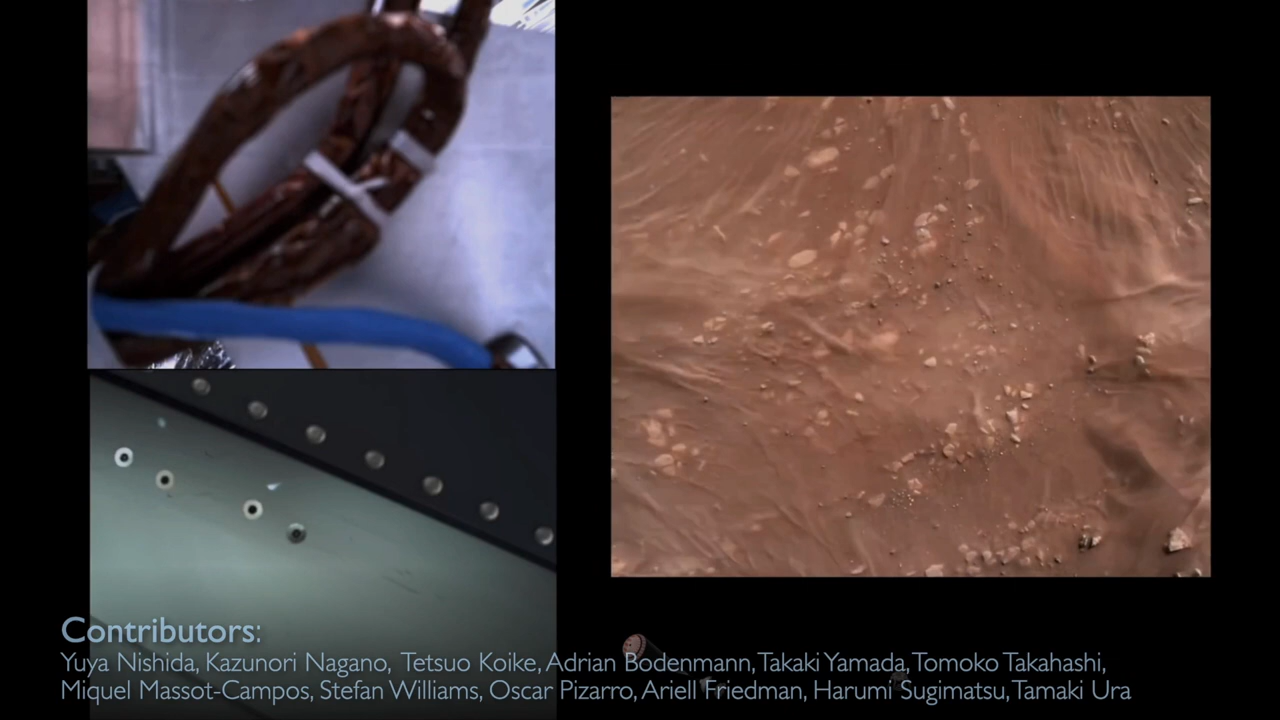 Contributors:
Yuya Nishida, Kazunori Nagano, Tetsuo Koike, Adrian Bodenmann, Takaki Yamada, Tomoko Takahashi,
Miquel Massot-Campos, Stefan Williams, Oscar Pizarro, Ariell Friedman, Harumi Sugimatsu, Tamaki Ura